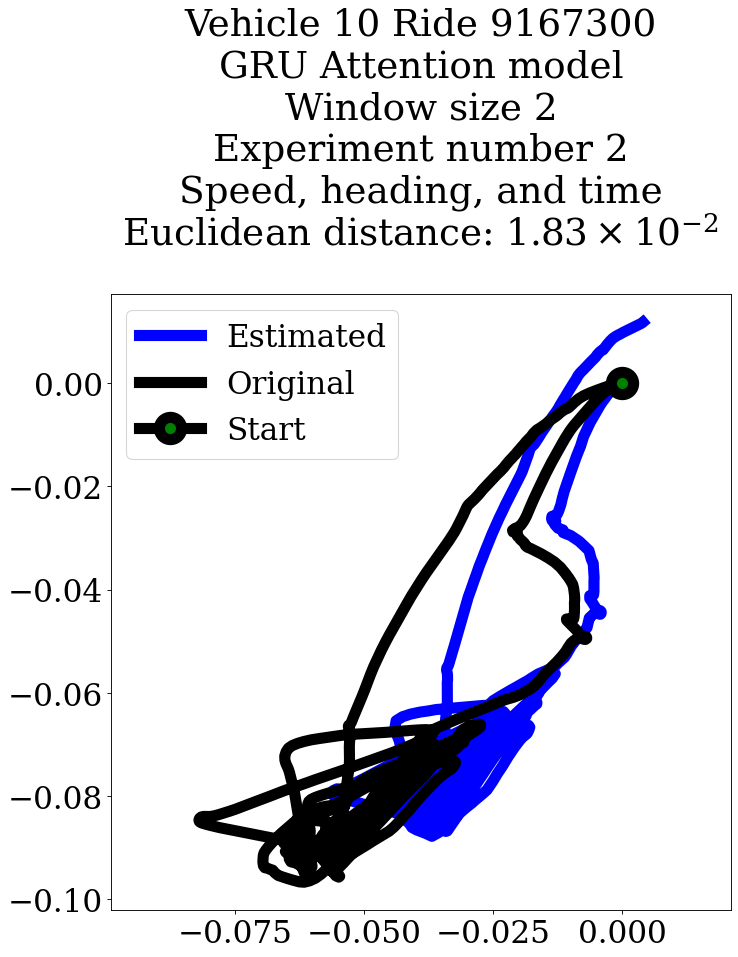 Vehicle 10 Ride 9167300
GRU Attention model
Window size 2
Experiment number 2
Speed, heading, and time
Euclidean distance: 1.83 × 10⁻²
Estimated
Original
Start
0.00
−0.02
−0.04
−0.06
−0.08
−0.10
−0.075 −0.050 −0.025 0.000